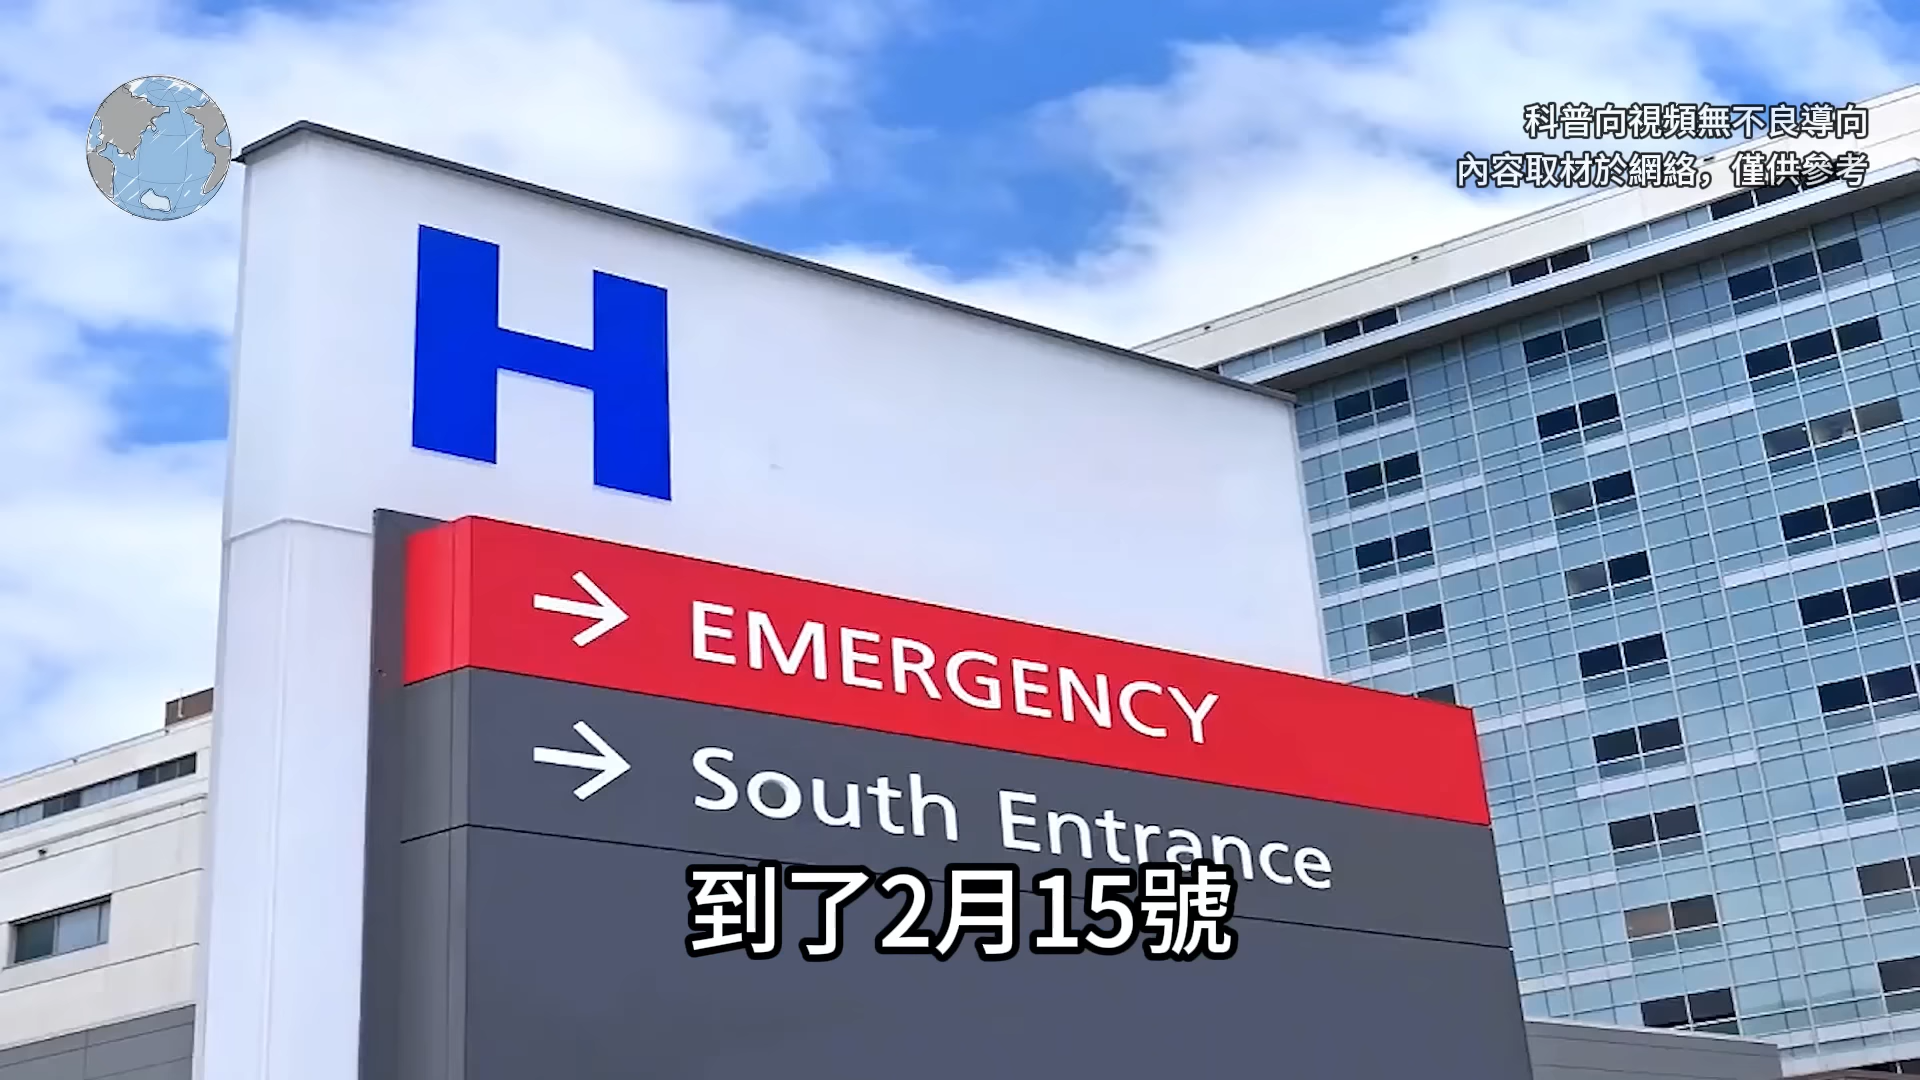 科普向視頻無不良導向
內容取材於網絡，僅供參考
H
→ EMERGENCY
→ South Entrance
到了2月15號